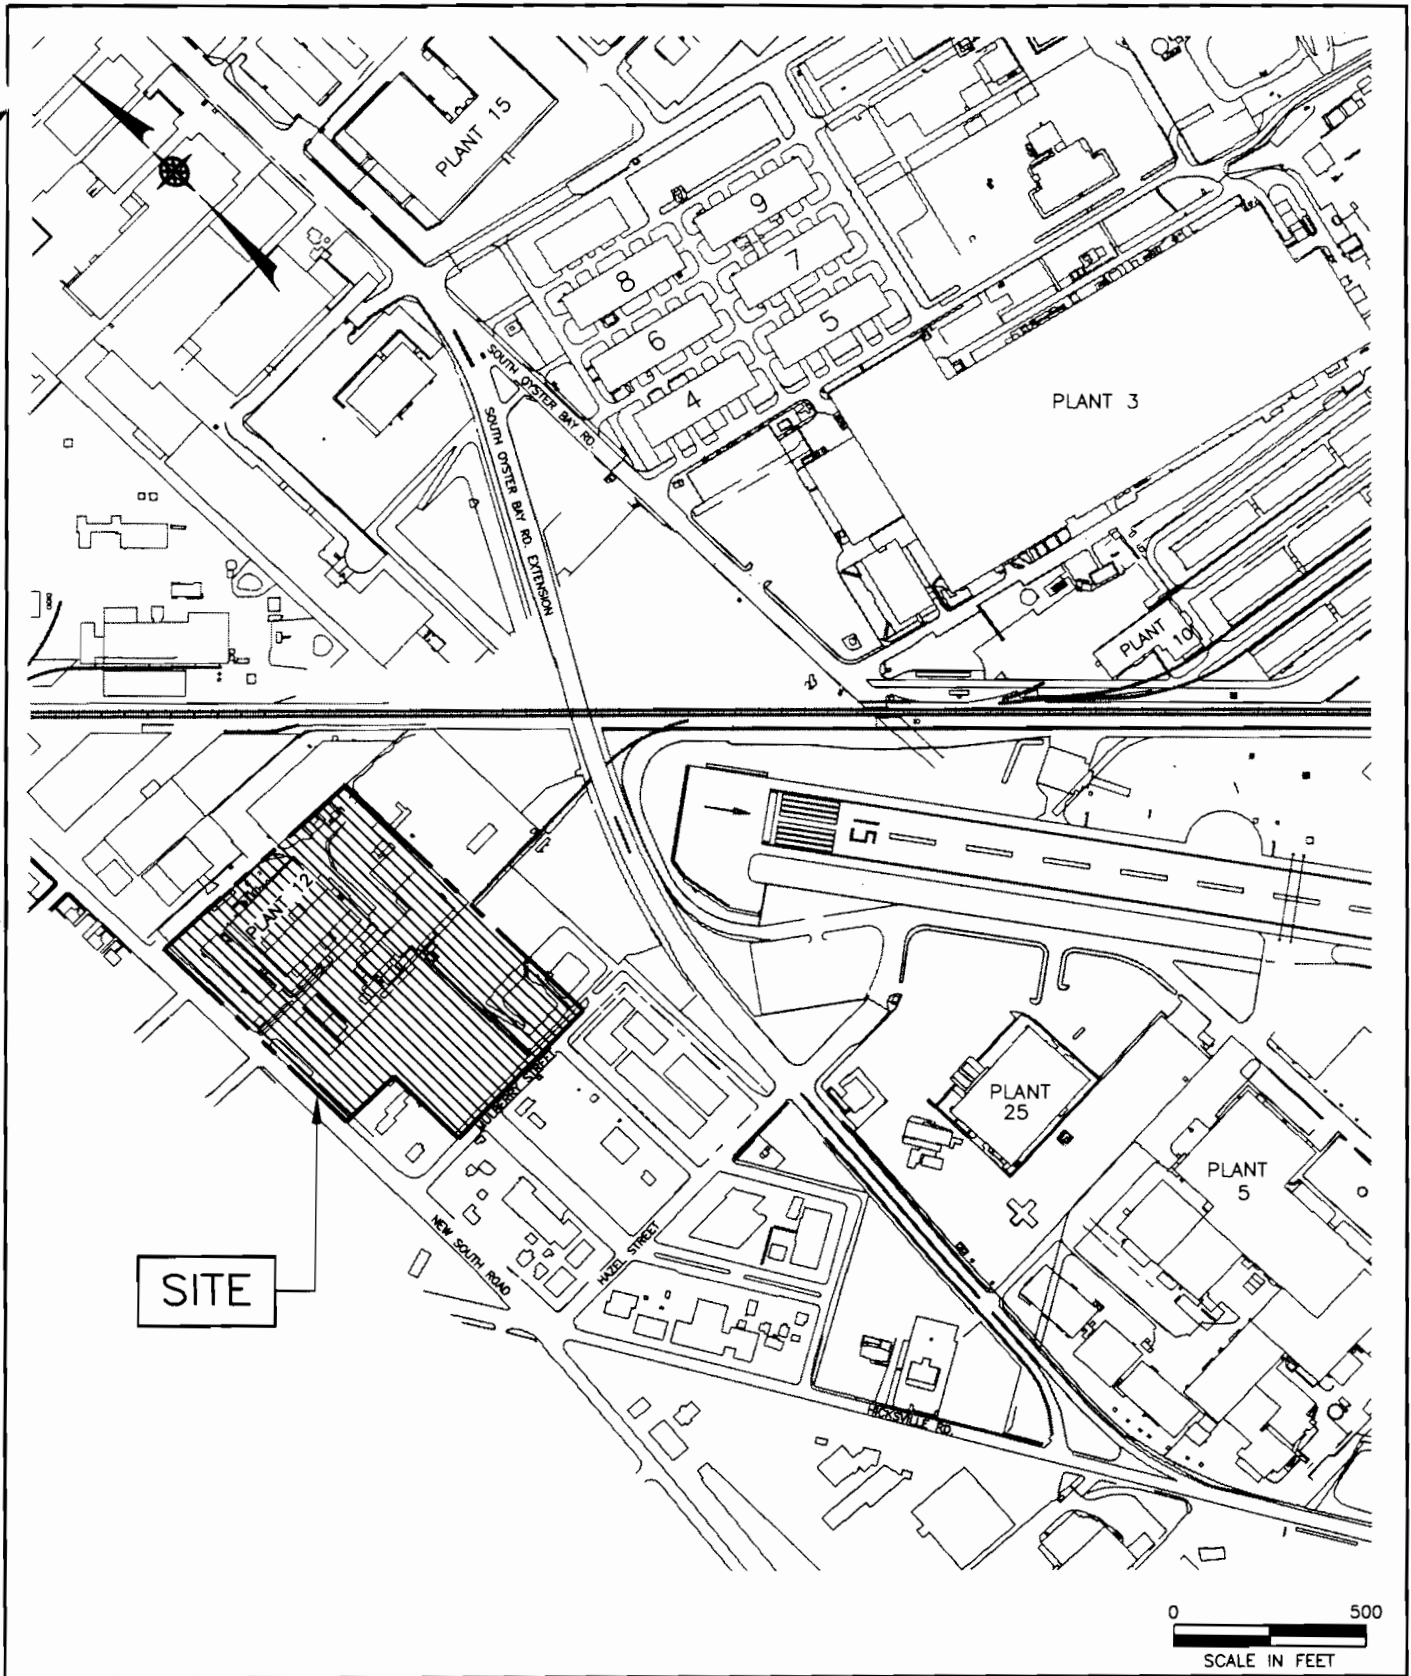 PLANT 15
9
8
7
6
5
4
SOUTH OYSTER BAY RD.
SOUTH OYSTER BAY RD. EXTENSION
PLANT 3
PLANT
10
15
PLANT 12
MULBERRY STREET
PLANT
25
PLANT
5
SITE
NEW SOUTH ROAD
HAZEL STREET
HICKSVILLE RD.
0 500
SCALE IN FEET